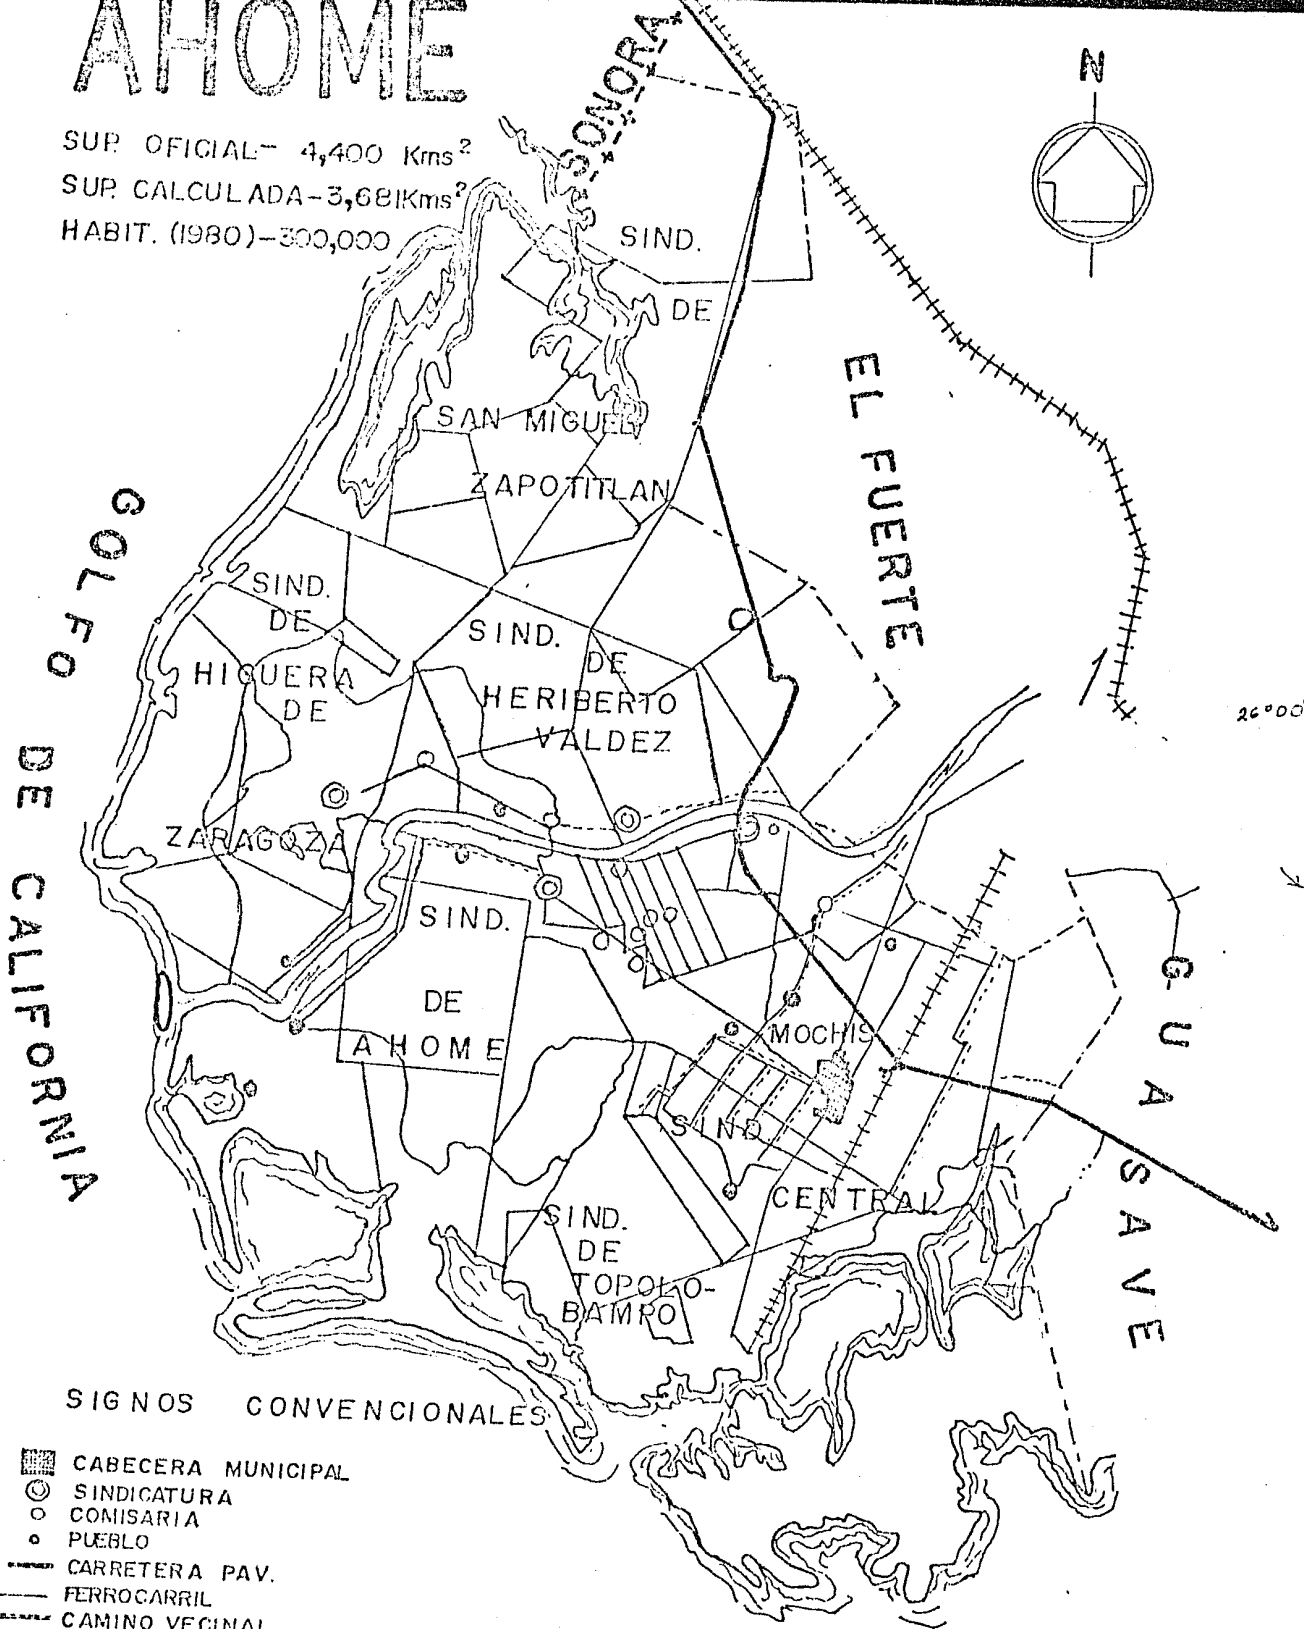 AHOME
SUP. OFICIAL- 4,400 Kms²
SUP. CALCULADA-3,681Kms²
HABIT. (1980)-300,000
SONORA
N
SIND.
DE
SAN MIGUEL
ZAPOTITLAN
EL FUERTE
GOLFO DE CALIFORNIA
SIND.
DE
HIGUERA
DE
ZARAGOZA
SIND.
DE
HERIBERTO
VALDEZ
26°00'
SIND.
DE
AHOME
MOCHIS
SIND.
CENTRAL
GUASAVE
SIND.
DE
TOPOLO-
BAMPO
SIGNOS CONVENCIONALES
CABECERA MUNICIPAL
SINDICATURA
COMISARIA
PUEBLO
CARRETERA PAV.
FERROCARRIL
CAMINO VECINAL